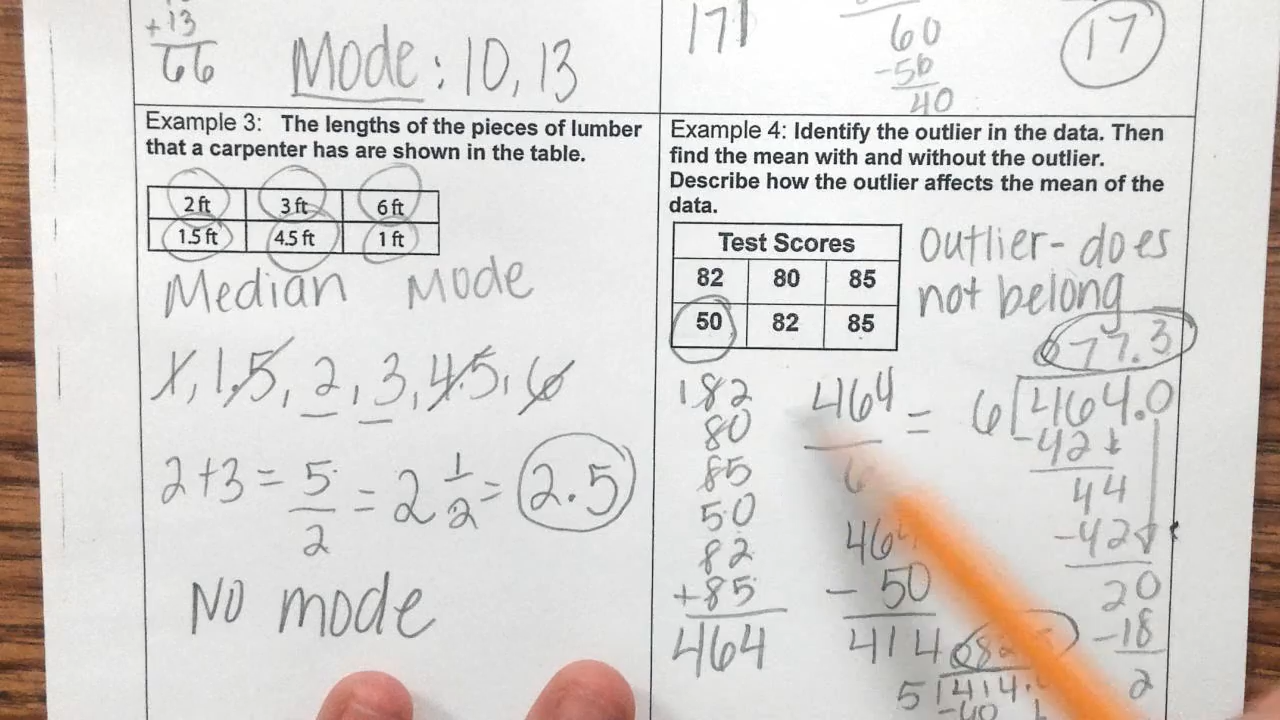 +13
66
Mode: 10, 13
171
60
-50
40
17
Example 3: The lengths of the pieces of lumber
that a carpenter has are shown in the table.
2 ft 3 ft 6 ft
1.5 ft 4.5 ft 1 ft
Median Mode
1, 1.5, 2, 3, 4.5, 6
2+3 = 5/2 = 2 1/2 = 2.5
No mode
Example 4: Identify the outlier in the data. Then
find the mean with and without the outlier.
Describe how the outlier affects the mean of the
data.
Test Scores
82 80 85
50 82 85
Outlier - does
not belong
182
80
85
50
82
+85
464
464/6 =
464
- 50
414
077.3
6 464.0
-42
44
-42
20
-18
2
082
5 414.
-40